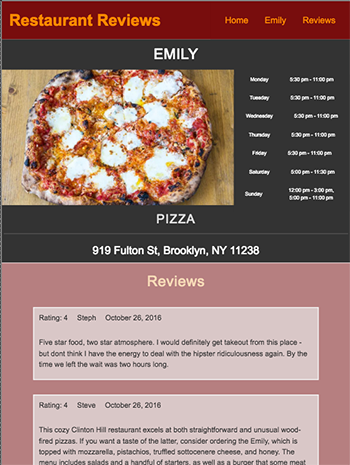 Restaurant Reviews
Home Emily Reviews
EMILY
Monday 5:30 pm - 11:00 pm
Tuesday 5:30 pm - 11:00 pm
Wednesday 5:30 pm - 11:00 pm
Thursday 5:30 pm - 11:00 pm
Friday 5:30 pm - 11:00 pm
Saturday 5:00 pm - 11:30 pm
Sunday 12:00 pm - 3:00 pm,
5:00 pm - 11:00 pm
PIZZA
919 Fulton St, Brooklyn, NY 11238
Reviews
Rating: 4 Steph October 26, 2016
Five star food, two star atmosphere. I would definitely get takeout from this place -
but dont think I have the energy to deal with the hipster ridiculousness again. By the
time we left the wait was two hours long.
Rating: 4 Steve October 26, 2016
This cozy Clinton Hill restaurant excels at both straightforward and unusual wood-
fired pizzas. If you want a taste of the latter, consider ordering the Emily, which is
topped with mozzarella, pistachios, truffled sottocenere cheese, and honey. The
menu includes salads and a handful of starters, as well as a burger that some meat